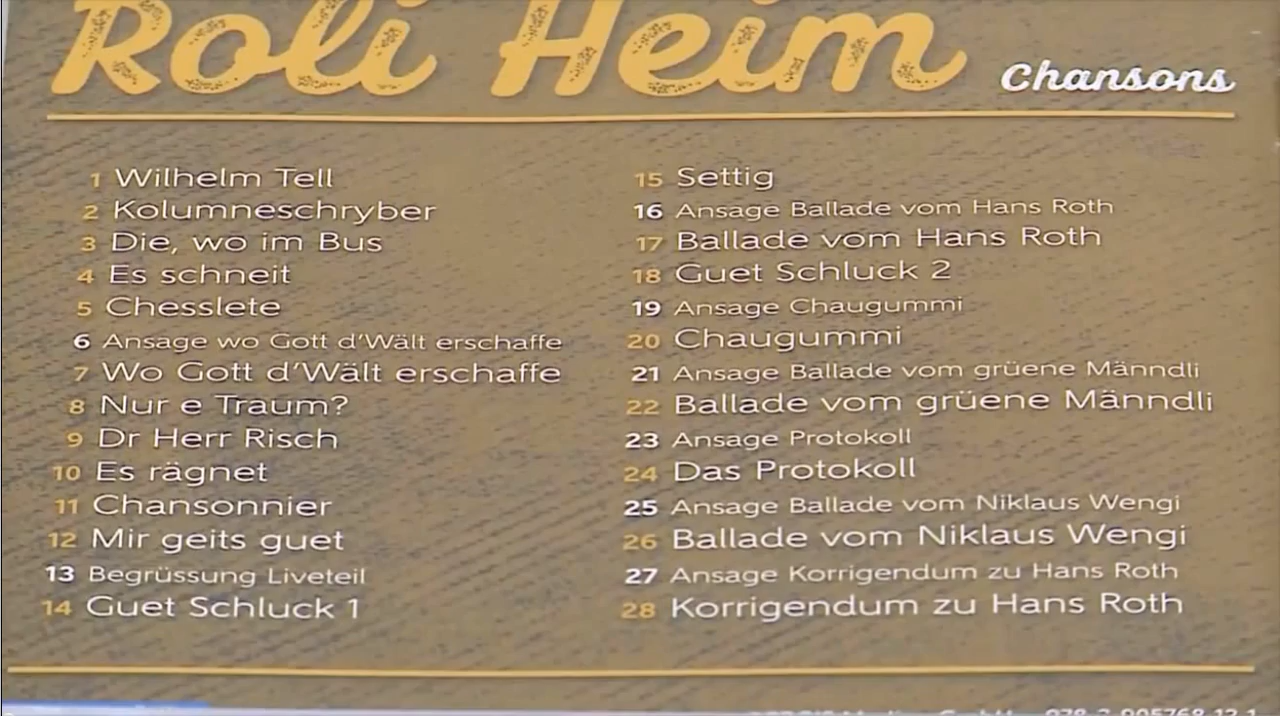 Roli Heim Chansons
1 Wilhelm Tell
2 Kolumneschryber
3 Die, wo im Bus
4 Es schneit
5 Chesslete
6 Ansage wo Gott d'Wält erschaffe
7 Wo Gott d'Wält erschaffe
8 Nur e Traum?
9 Dr Herr Risch
10 Es rägnet
11 Chansonnier
12 Mir geits guet
13 Begrüssung Liveteil
14 Guet Schluck 1
15 Settig
16 Ansage Ballade vom Hans Roth
17 Ballade vom Hans Roth
18 Guet Schluck 2
19 Ansage Chaugummi
20 Chaugummi
21 Ansage Ballade vom grüene Männdli
22 Ballade vom grüene Männdli
23 Ansage Protokoll
24 Das Protokoll
25 Ansage Ballade vom Niklaus Wengi
26 Ballade vom Niklaus Wengi
27 Ansage Korrigendum zu Hans Roth
28 Korrigendum zu Hans Roth